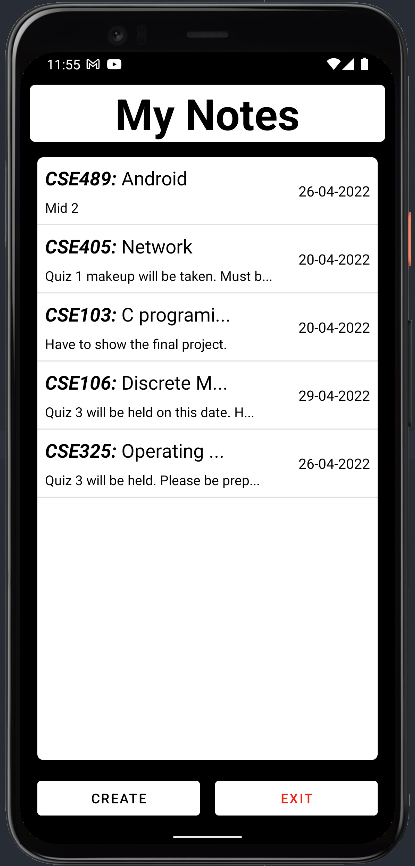 11:55
My Notes
CSE489: Android
Mid 2
26-04-2022
CSE405: Network
Quiz 1 makeup will be taken. Must b...
20-04-2022
CSE103: C programi...
Have to show the final project.
20-04-2022
CSE106: Discrete M...
Quiz 3 will be held on this date. H...
29-04-2022
CSE325: Operating ...
Quiz 3 will be held. Please be prep...
26-04-2022
CREATE
EXIT